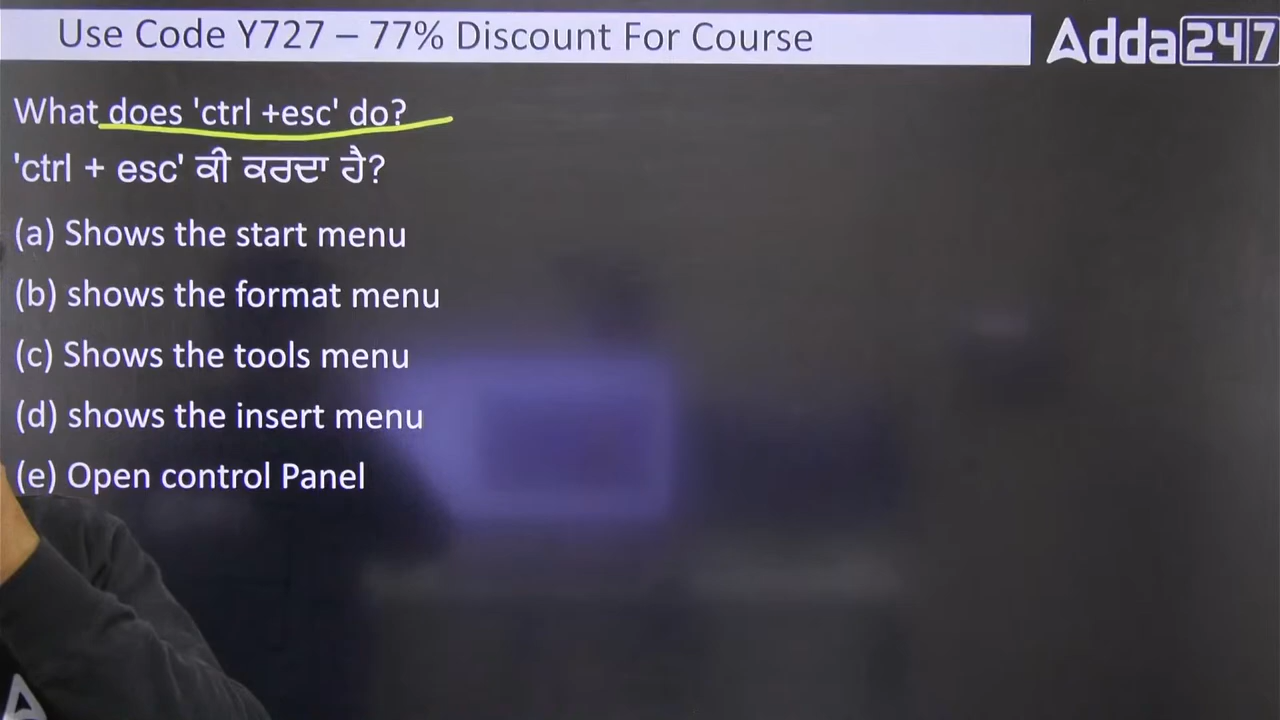 Use Code Y727 – 77% Discount For Course
Adda247
What does 'ctrl +esc' do?
'ctrl + esc' ਕੀ ਕਰਦਾ ਹੈ?
(a) Shows the start menu
(b) shows the format menu
(c) Shows the tools menu
(d) shows the insert menu
(e) Open control Panel